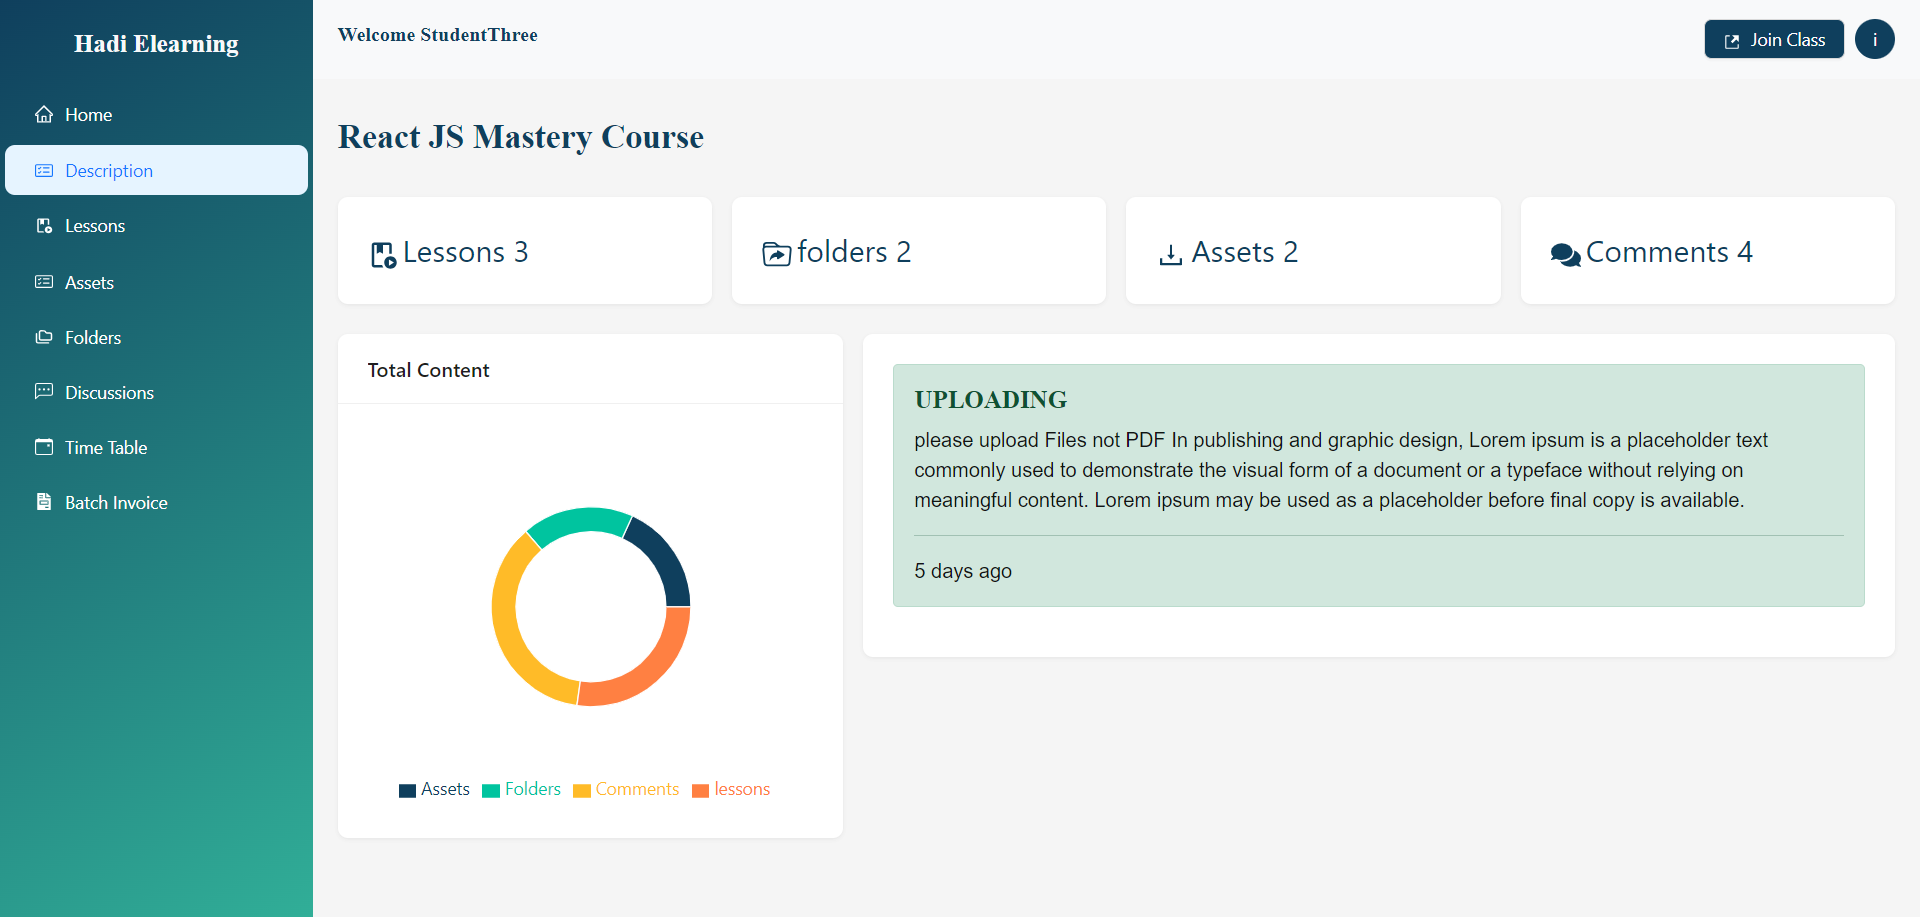 Hadi Elearning
Home
Description
Lessons
Assets
Folders
Discussions
Time Table
Batch Invoice
Welcome StudentThree
Join Class
i
React JS Mastery Course
Lessons 3
folders 2
Assets 2
Comments 4
Total Content
Assets
Folders
Comments
lessons
UPLOADING
please upload Files not PDF In publishing and graphic design, Lorem ipsum is a placeholder text
commonly used to demonstrate the visual form of a document or a typeface without relying on
meaningful content. Lorem ipsum may be used as a placeholder before final copy is available.
5 days ago